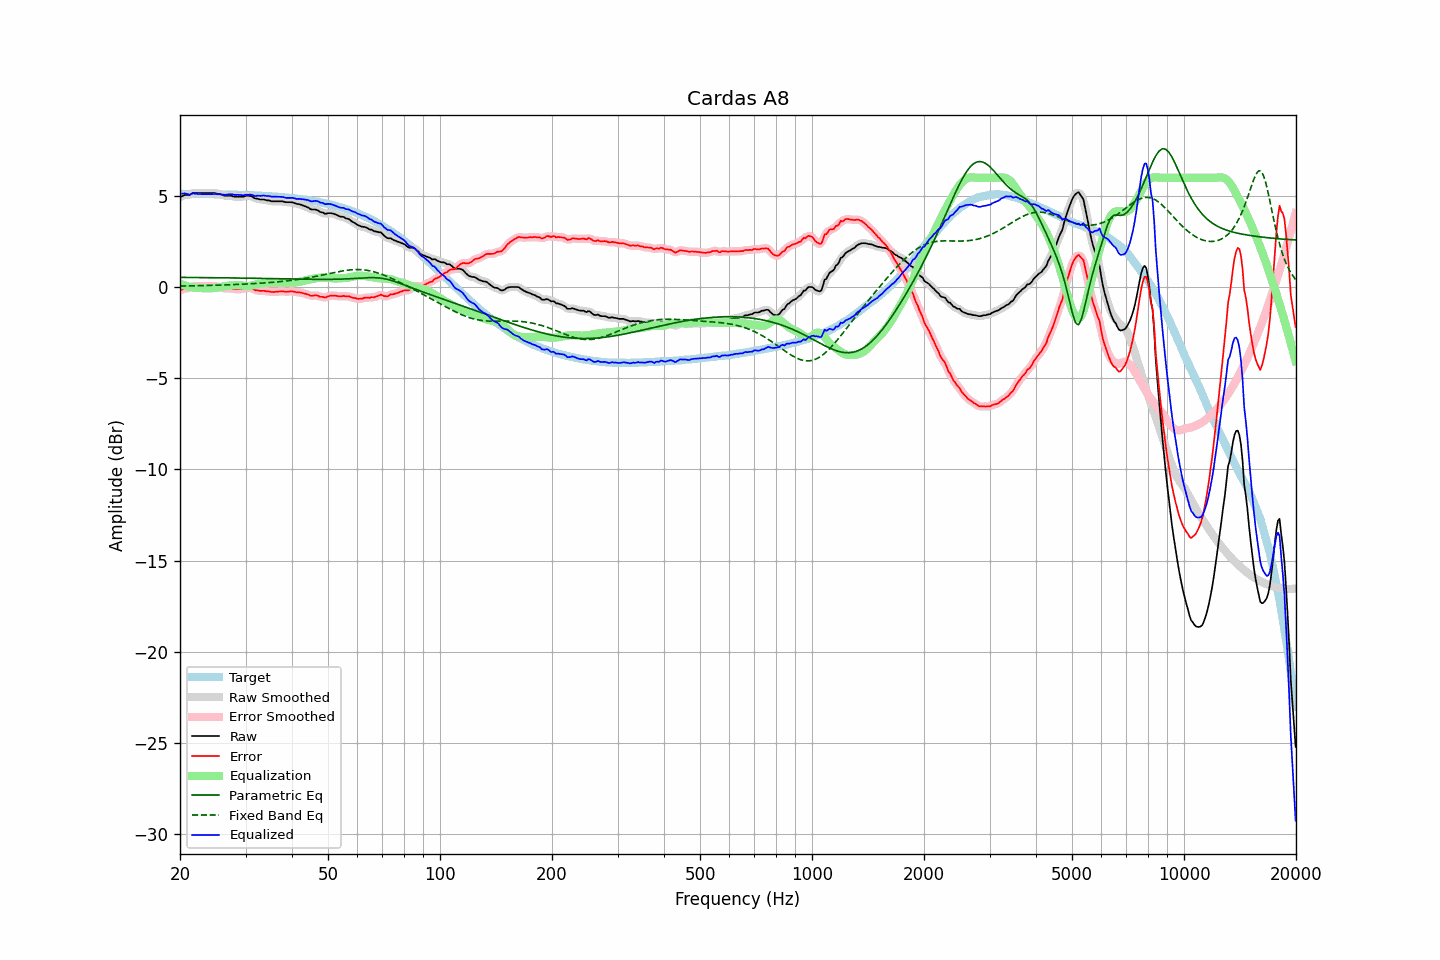 Cardas A8
Amplitude (dBr)
5
0
−5
−10
−15
−20
−25
−30
Target
Raw Smoothed
Error Smoothed
Raw
Error
Equalization
Parametric Eq
Fixed Band Eq
Equalized
20 50 100 200 500 1000 2000 5000 10000 20000
Frequency (Hz)